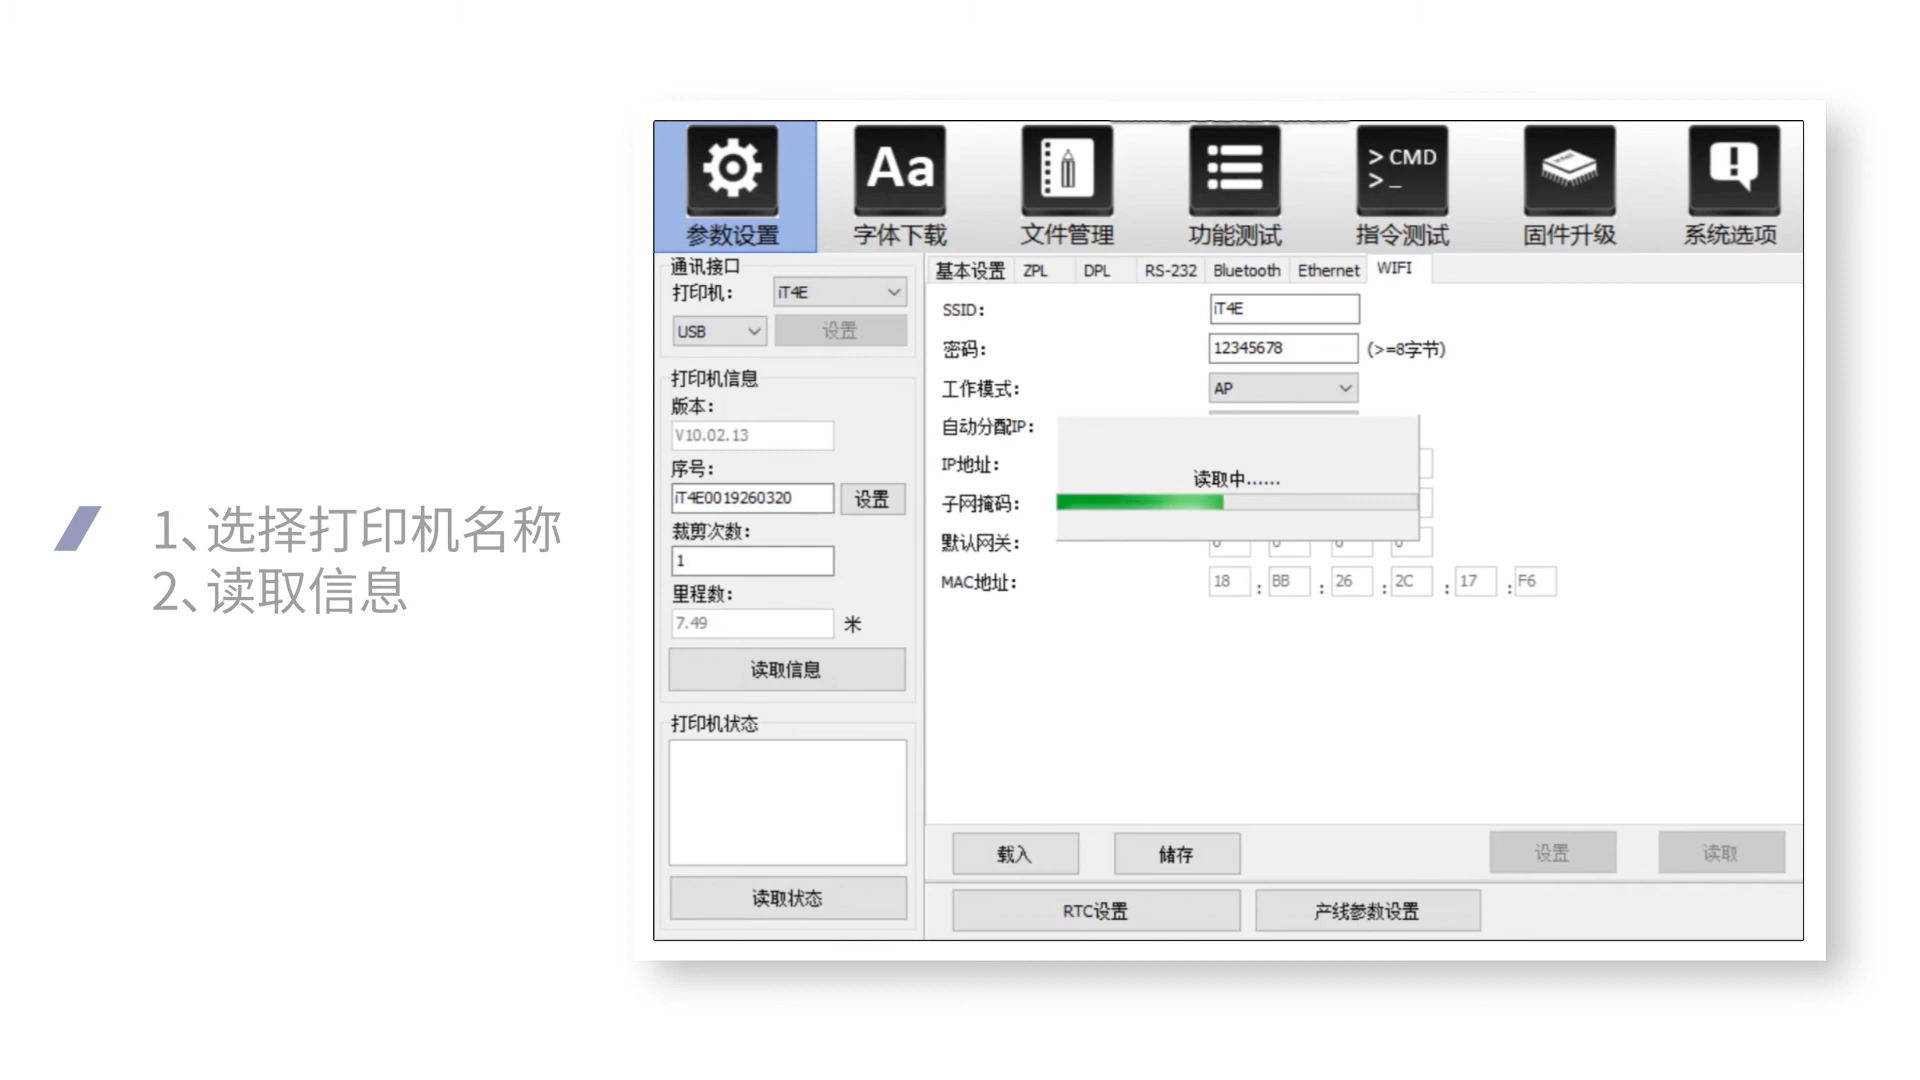 1、选择打印机名称
2、读取信息
Aa
> CMD
>_
参数设置 字体下载 文件管理 功能测试 指令测试 固件升级 系统选项
通讯接口
打印机： iT4E
USB 设置
打印机信息
版本：
V10.02.13
序号：
iT4E0019260320 设置
裁剪次数：
1
里程数：
7.49 米
读取信息
打印机状态
读取状态
基本设置 ZPL DPL RS-232 Bluetooth Ethernet WIFI
SSID： iT4E
密码： 12345678 (>=8字节)
工作模式： AP
自动分配IP：
IP地址：
读取中......
子网掩码：
默认网关： 0 0 0 0
MAC地址： 18 : BB : 26 : 2C : 17 : F6
载入 储存 设置 读取
RTC设置 产线参数设置